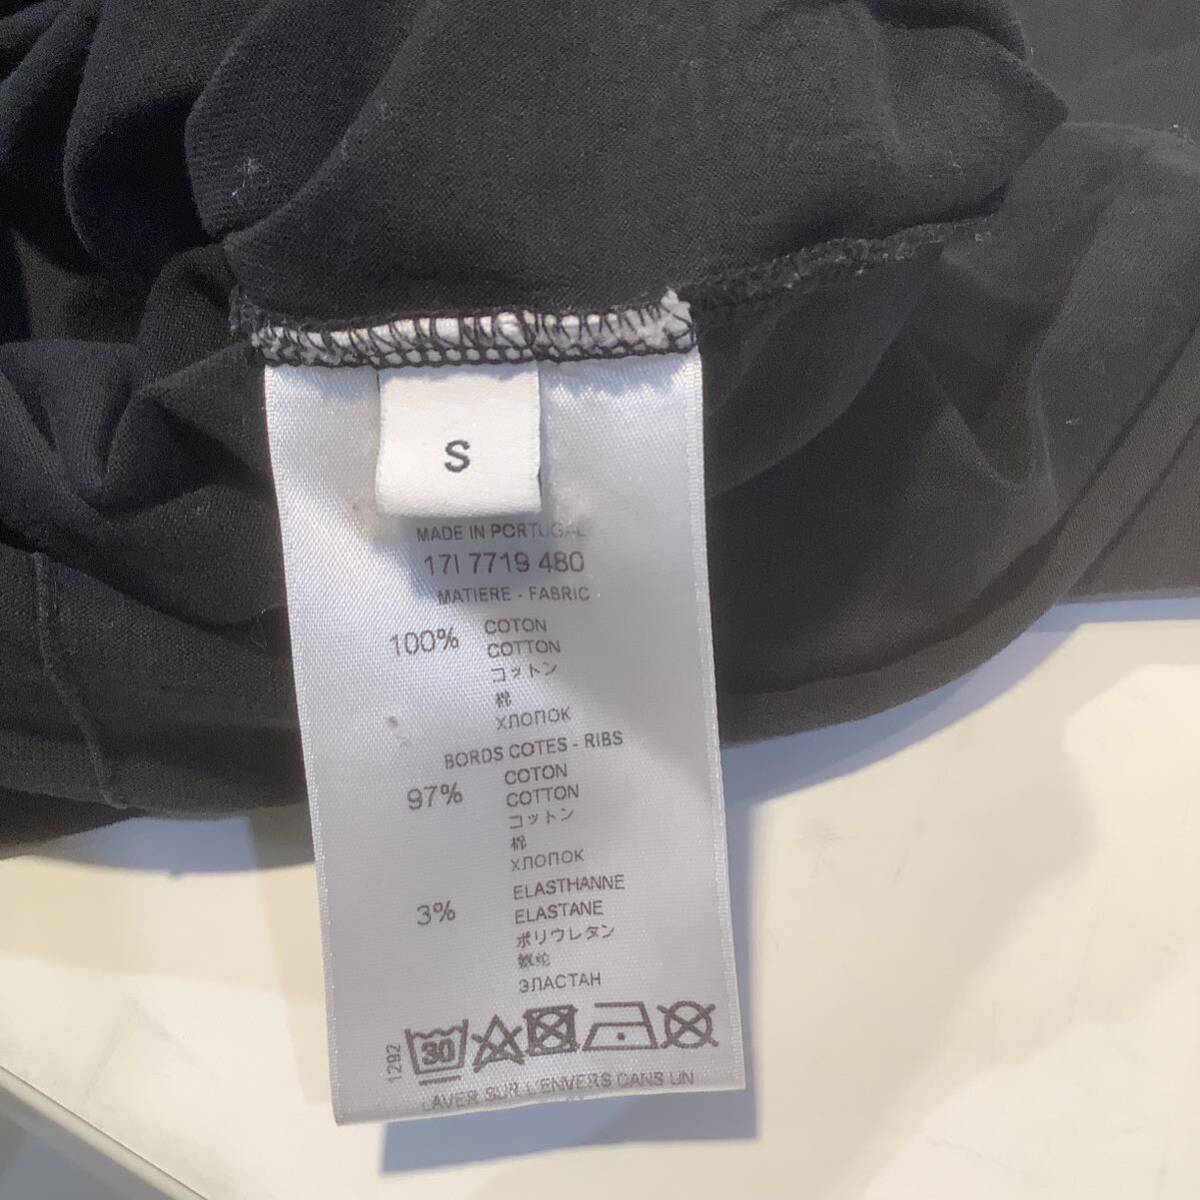 S
MADE IN PORTUGAL
17I 7719 480
MATIERE - FABRIC
100% COTON
COTTON
コットン
棉
ХЛОПОК
BORDS COTES - RIBS
97% COTON
COTTON
コットン
棉
ХЛОПОК
3% ELASTHANNE
ELASTANE
ポリウレタン
ЭЛАСТАН
30
1292
LAVER SUR L'ENVERS DANS UN